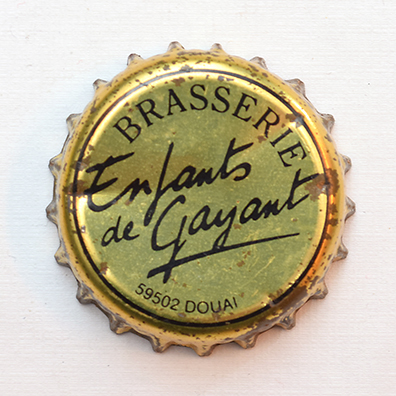 BRASSERIE
Enfants
de Gayant
59502 DOUAI